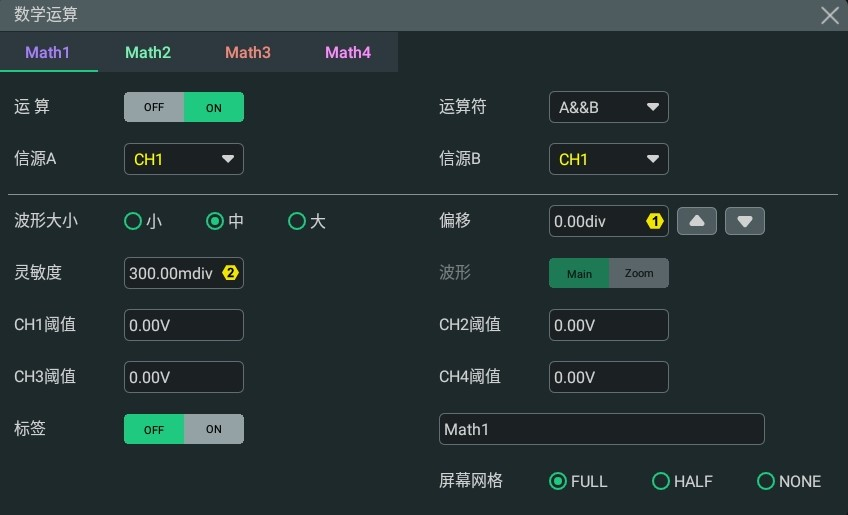 数学运算
Math1 Math2 Math3 Math4
运 算 OFF ON 运算符 A&&B
信源A CH1 信源B CH1
波形大小 小 中 大 偏移 0.00div 1
灵敏度 300.00mdiv 2 波形 Main Zoom
CH1阈值 0.00V CH2阈值 0.00V
CH3阈值 0.00V CH4阈值 0.00V
标签 OFF ON Math1
屏幕网格 FULL HALF NONE